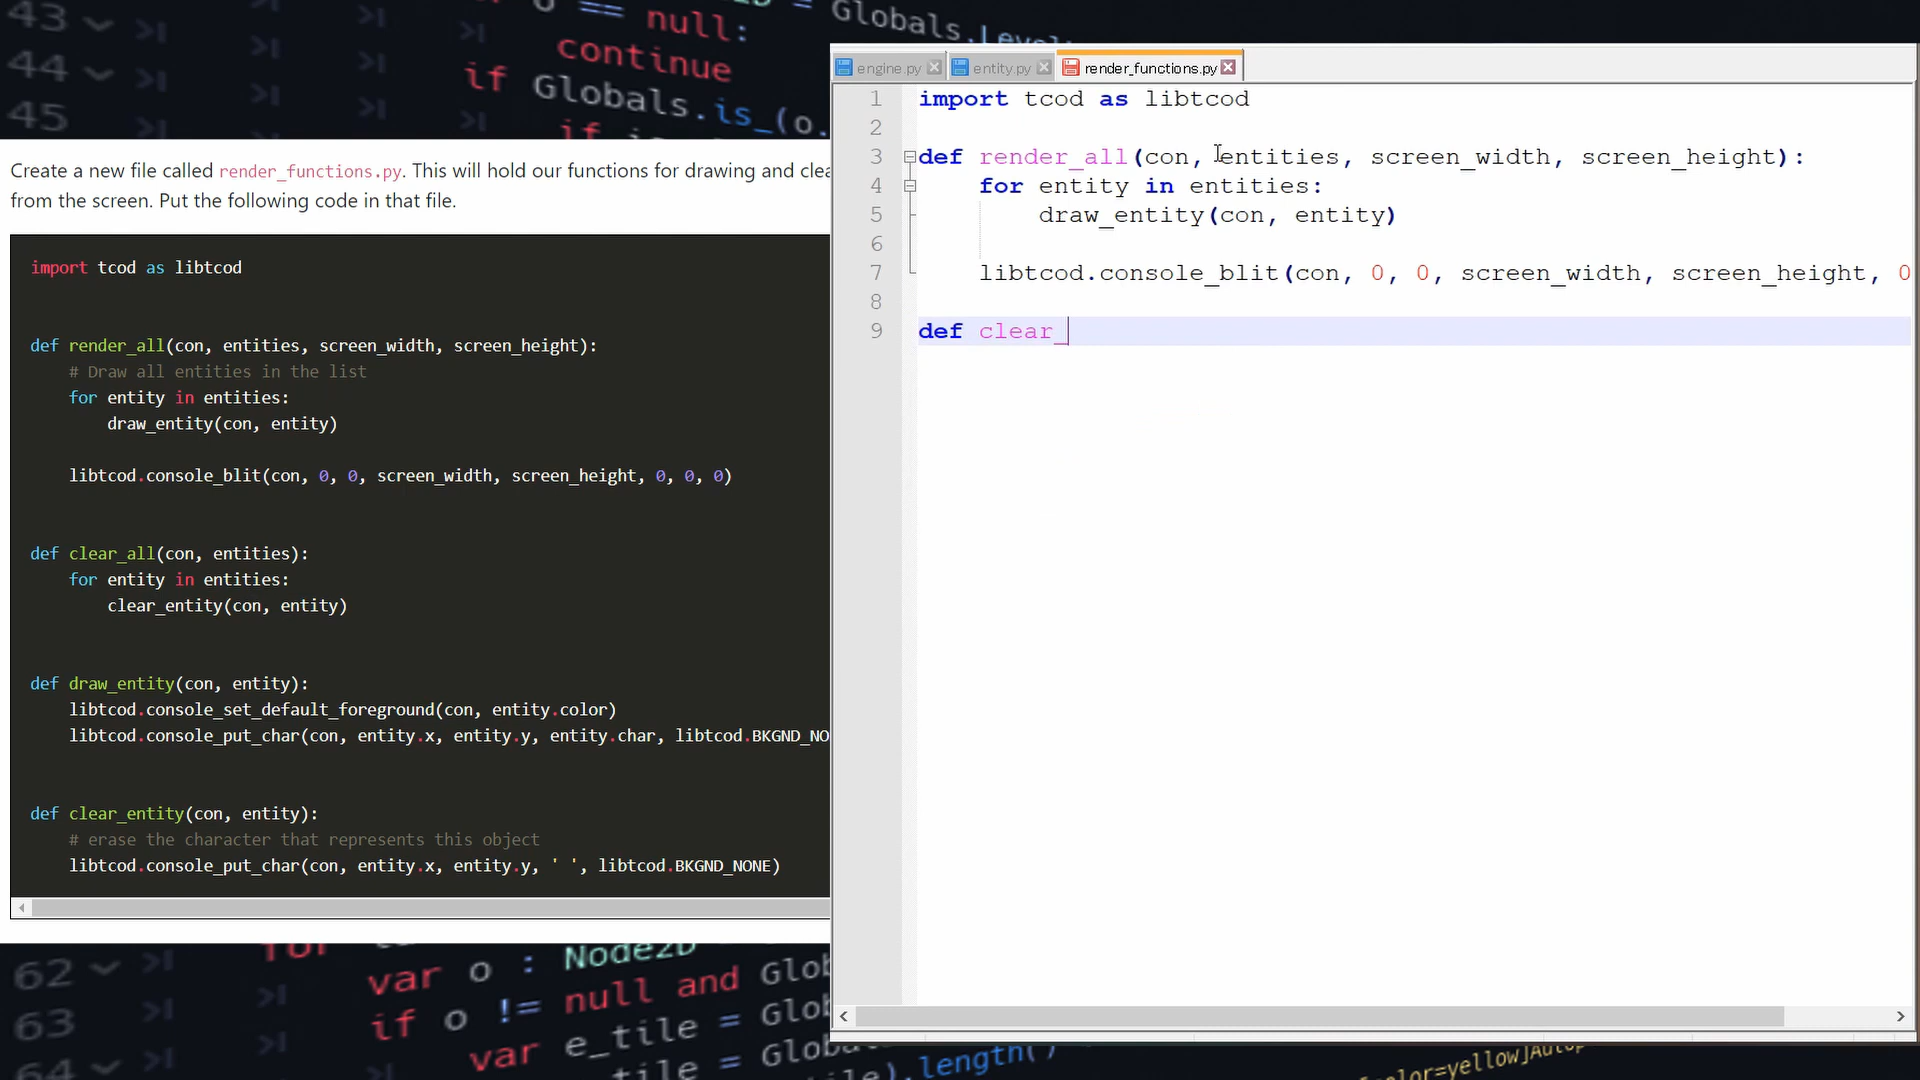 43
o == null:
Globals.Leve
44
continue
if Globals.is_(o.
45
Create a new file called render_functions.py. This will hold our functions for drawing and clea
from the screen. Put the following code in that file.
import tcod as libtcod
def render_all(con, entities, screen_width, screen_height):
# Draw all entities in the list
for entity in entities:
draw_entity(con, entity)
libtcod.console_blit(con, 0, 0, screen_width, screen_height, 0, 0, 0)
def clear_all(con, entities):
for entity in entities:
clear_entity(con, entity)
def draw_entity(con, entity):
libtcod.console_set_default_foreground(con, entity.color)
libtcod.console_put_char(con, entity.x, entity.y, entity.char, libtcod.BKGND_NO
def clear_entity(con, entity):
# erase the character that represents this object
libtcod.console_put_char(con, entity.x, entity.y, ' ', libtcod.BKGND_NONE)
engine.py
entity.py
render_functions.py
1 import tcod as libtcod
2
3 def render_all(con, entities, screen_width, screen_height):
4 for entity in entities:
5 draw_entity(con, entity)
6
7 libtcod.console_blit(con, 0, 0, screen_width, screen_height, 0
8
9 def clear_
62 var o : Node2D
63 if o != null and Glob
64 var e_tile = Glo
_tile = Glob
.length()